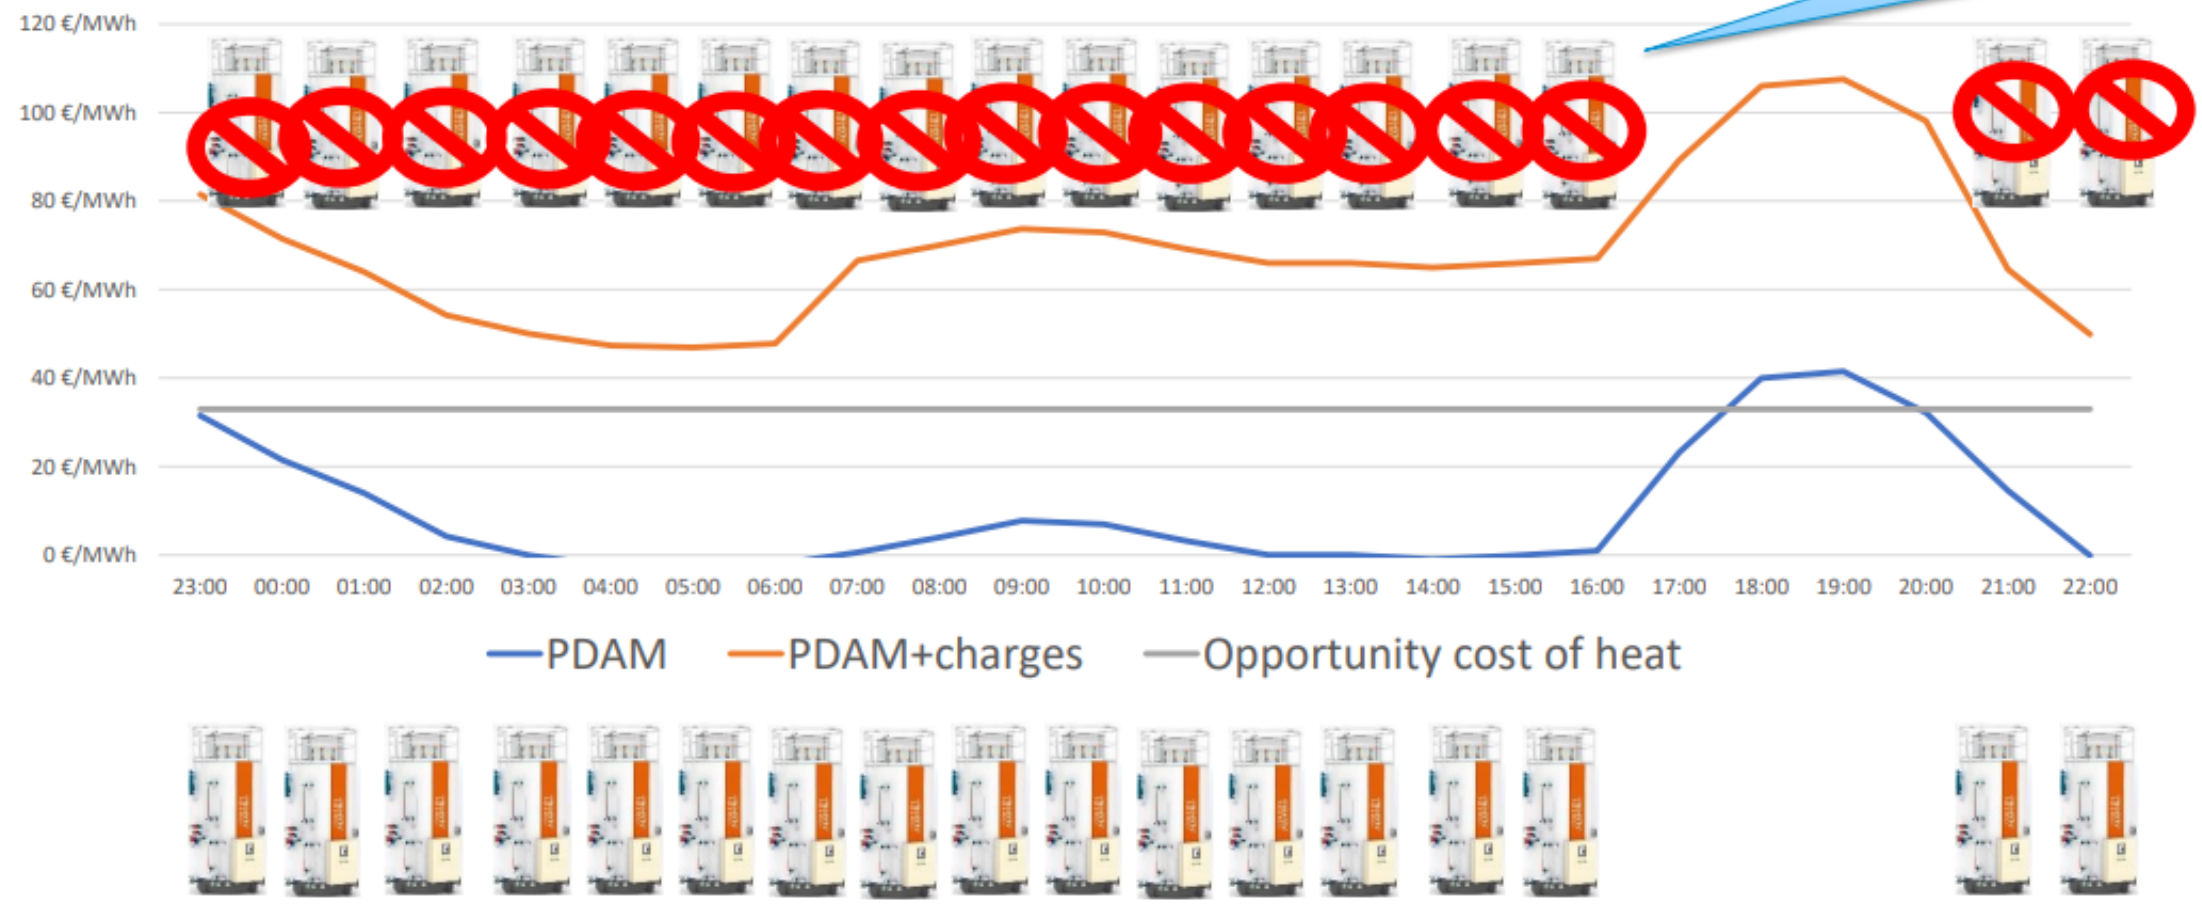 120 €/MWh
100 €/MWh
80 €/MWh
60 €/MWh
40 €/MWh
20 €/MWh
0 €/MWh
23:00 00:00 01:00 02:00 03:00 04:00 05:00 06:00 07:00 08:00 09:00 10:00 11:00 12:00 13:00 14:00 15:00 16:00 17:00 18:00 19:00 20:00 21:00 22:00
PDAM PDAM+charges Opportunity cost of heat